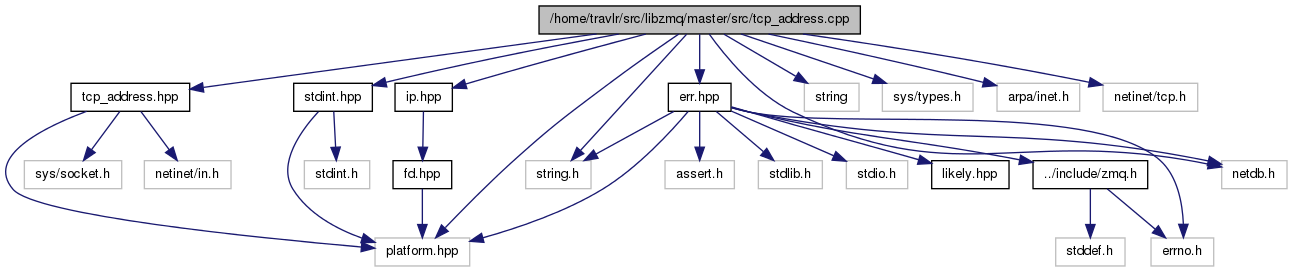 /home/travlr/src/libzmq/master/src/tcp_address.cpp
tcp_address.hpp
stdint.hpp
ip.hpp
err.hpp
string
sys/types.h
arpa/inet.h
netinet/tcp.h
sys/socket.h
netinet/in.h
stdint.h
fd.hpp
string.h
assert.h
stdlib.h
stdio.h
likely.hpp
../include/zmq.h
netdb.h
platform.hpp
stddef.h
errno.h